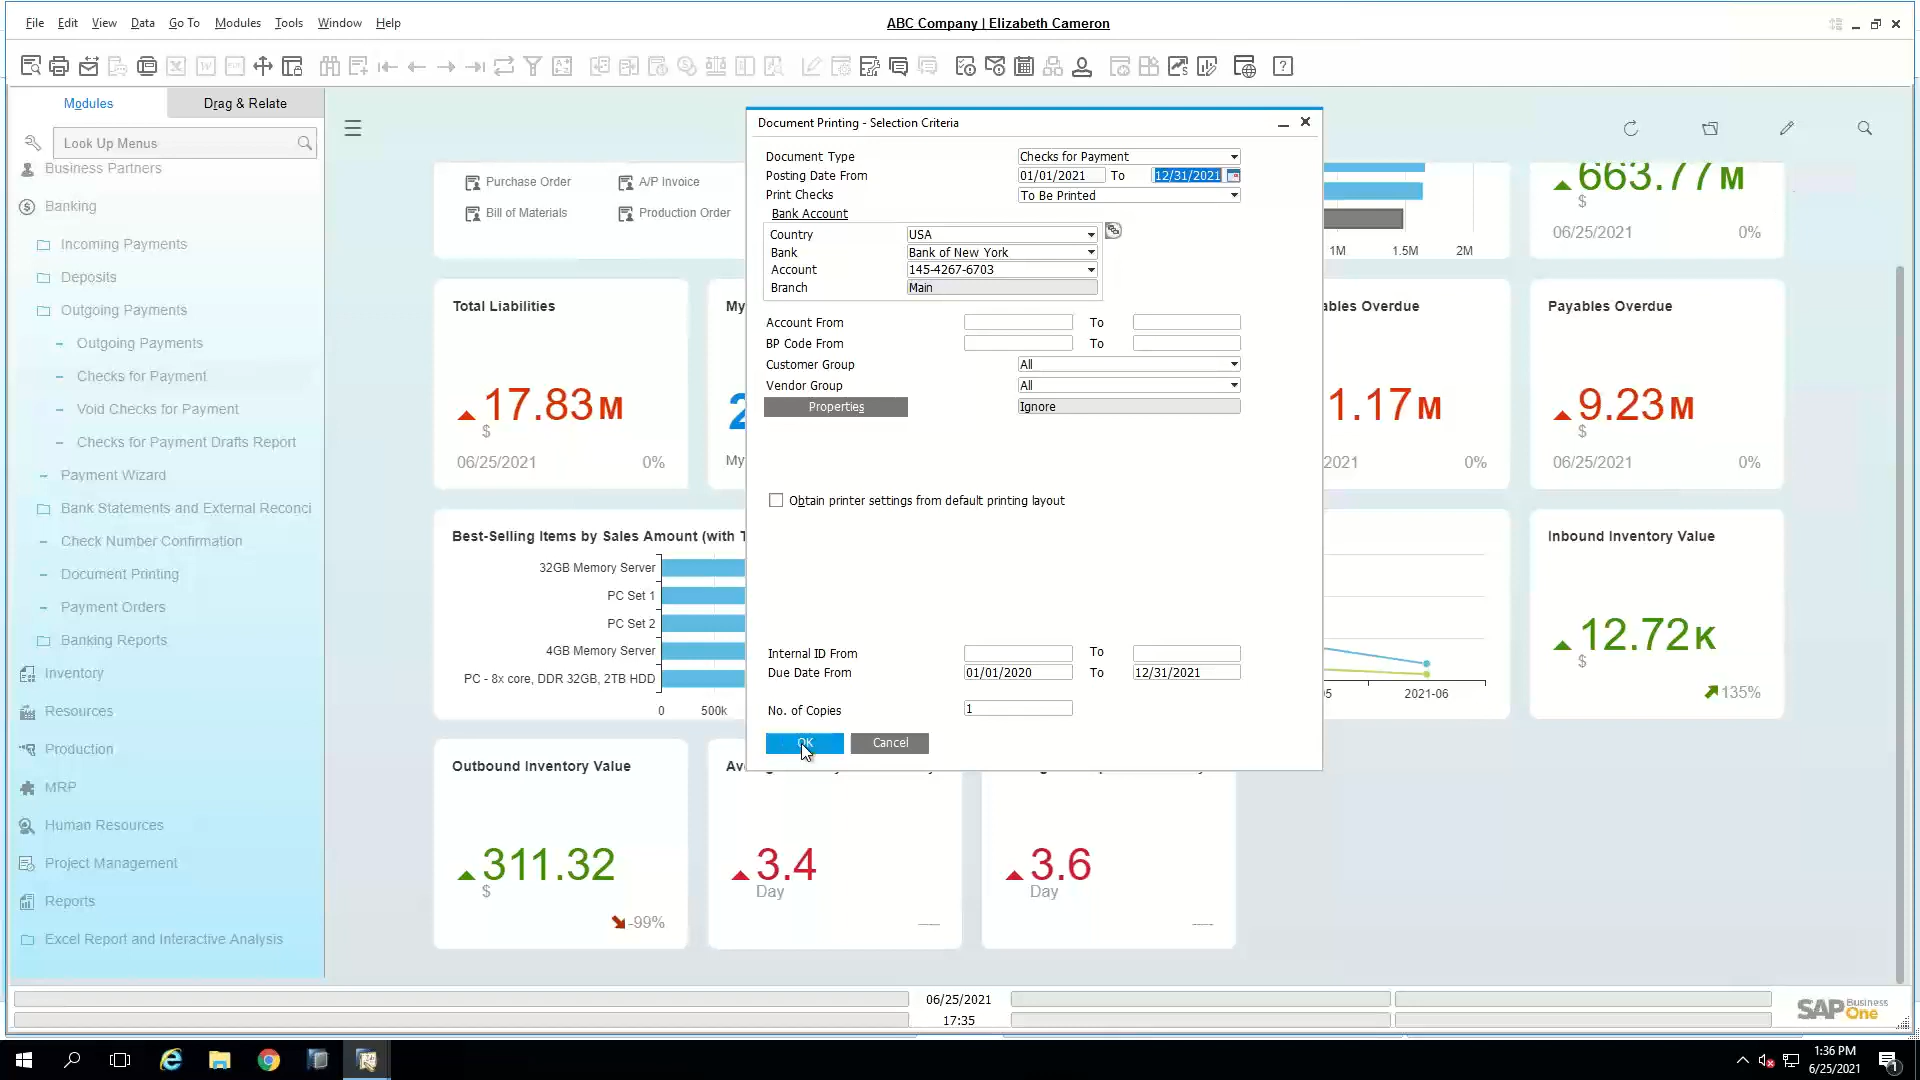 File Edit View Data Go To Modules Tools Window Help
ABC Company | Elizabeth Cameron
Modules
Drag & Relate
Look Up Menus
Business Partners
Banking
Incoming Payments
Deposits
Outgoing Payments
Outgoing Payments
Checks for Payment
Void Checks for Payment
Checks for Payment Drafts Report
Payment Wizard
Bank Statements and External Reconci
Check Number Confirmation
Document Printing
Payment Orders
Banking Reports
Inventory
Resources
Production
MRP
Human Resources
Project Management
Reports
Excel Report and Interactive Analysis
Purchase Order
A/P Invoice
Bill of Materials
Production Order
Total Liabilities
17.83 M
$
06/25/2021 0%
My
2
My
Best-Selling Items by Sales Amount (with T
32GB Memory Server
PC Set 1
PC Set 2
4GB Memory Server
PC - 8x core, DDR 32GB, 2TB HDD
0 500k
Outbound Inventory Value
311.32
$
-99%
3.4
Day
3.6
Day
Document Printing - Selection Criteria
Document Type Checks for Payment
Posting Date From 01/01/2021 To 12/31/2021
Print Checks To Be Printed
Bank Account
Country USA
Bank Bank of New York
Account 145-4267-6703
Branch Main
Account From To
BP Code From To
Customer Group All
Vendor Group All
Properties Ignore
Obtain printer settings from default printing layout
Internal ID From To
Due Date From 01/01/2020 To 12/31/2021
No. of Copies 1
OK Cancel
1M 1.5M 2M
663.77 M
$
06/25/2021 0%
ables Overdue
1.17 M
2021 0%
Payables Overdue
9.23 M
$
06/25/2021 0%
2021-06
Inbound Inventory Value
12.72 K
$
135%
06/25/2021
17:35
SAP Business One
1:36 PM
6/25/2021
1